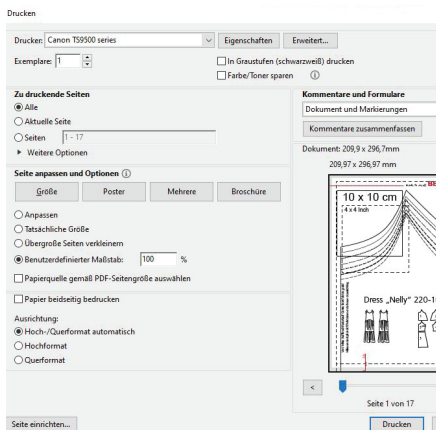 Drucken
Drucker: Canon TS9500 series Eigenschaften Erweitert...
Exemplare: 1 In Graustufen (schwarzweiß) drucken
Farbe/Toner sparen
Zu druckende Seiten
Alle
Aktuelle Seite
Seiten 1 - 17
Weitere Optionen
Seite anpassen und Optionen
Größe Poster Mehrere Broschüre
Anpassen
Tatsächliche Größe
Übergroße Seiten verkleinern
Benutzerdefinierter Maßstab: 100 %
Papierquelle gemäß PDF-Seitengröße auswählen
Papier beidseitig bedrucken
Ausrichtung:
Hoch-/Querformat automatisch
Hochformat
Querformat
Seite einrichten...
Kommentare und Formulare
Dokument und Markierungen
Kommentare zusammenfassen
Dokument: 209,9 x 296,7mm
209,97 x 296,97 mm
10 x 10 cm
4 x 4 Inch
Dress „Nelly" 220-1
<
Seite 1 von 17
Drucken